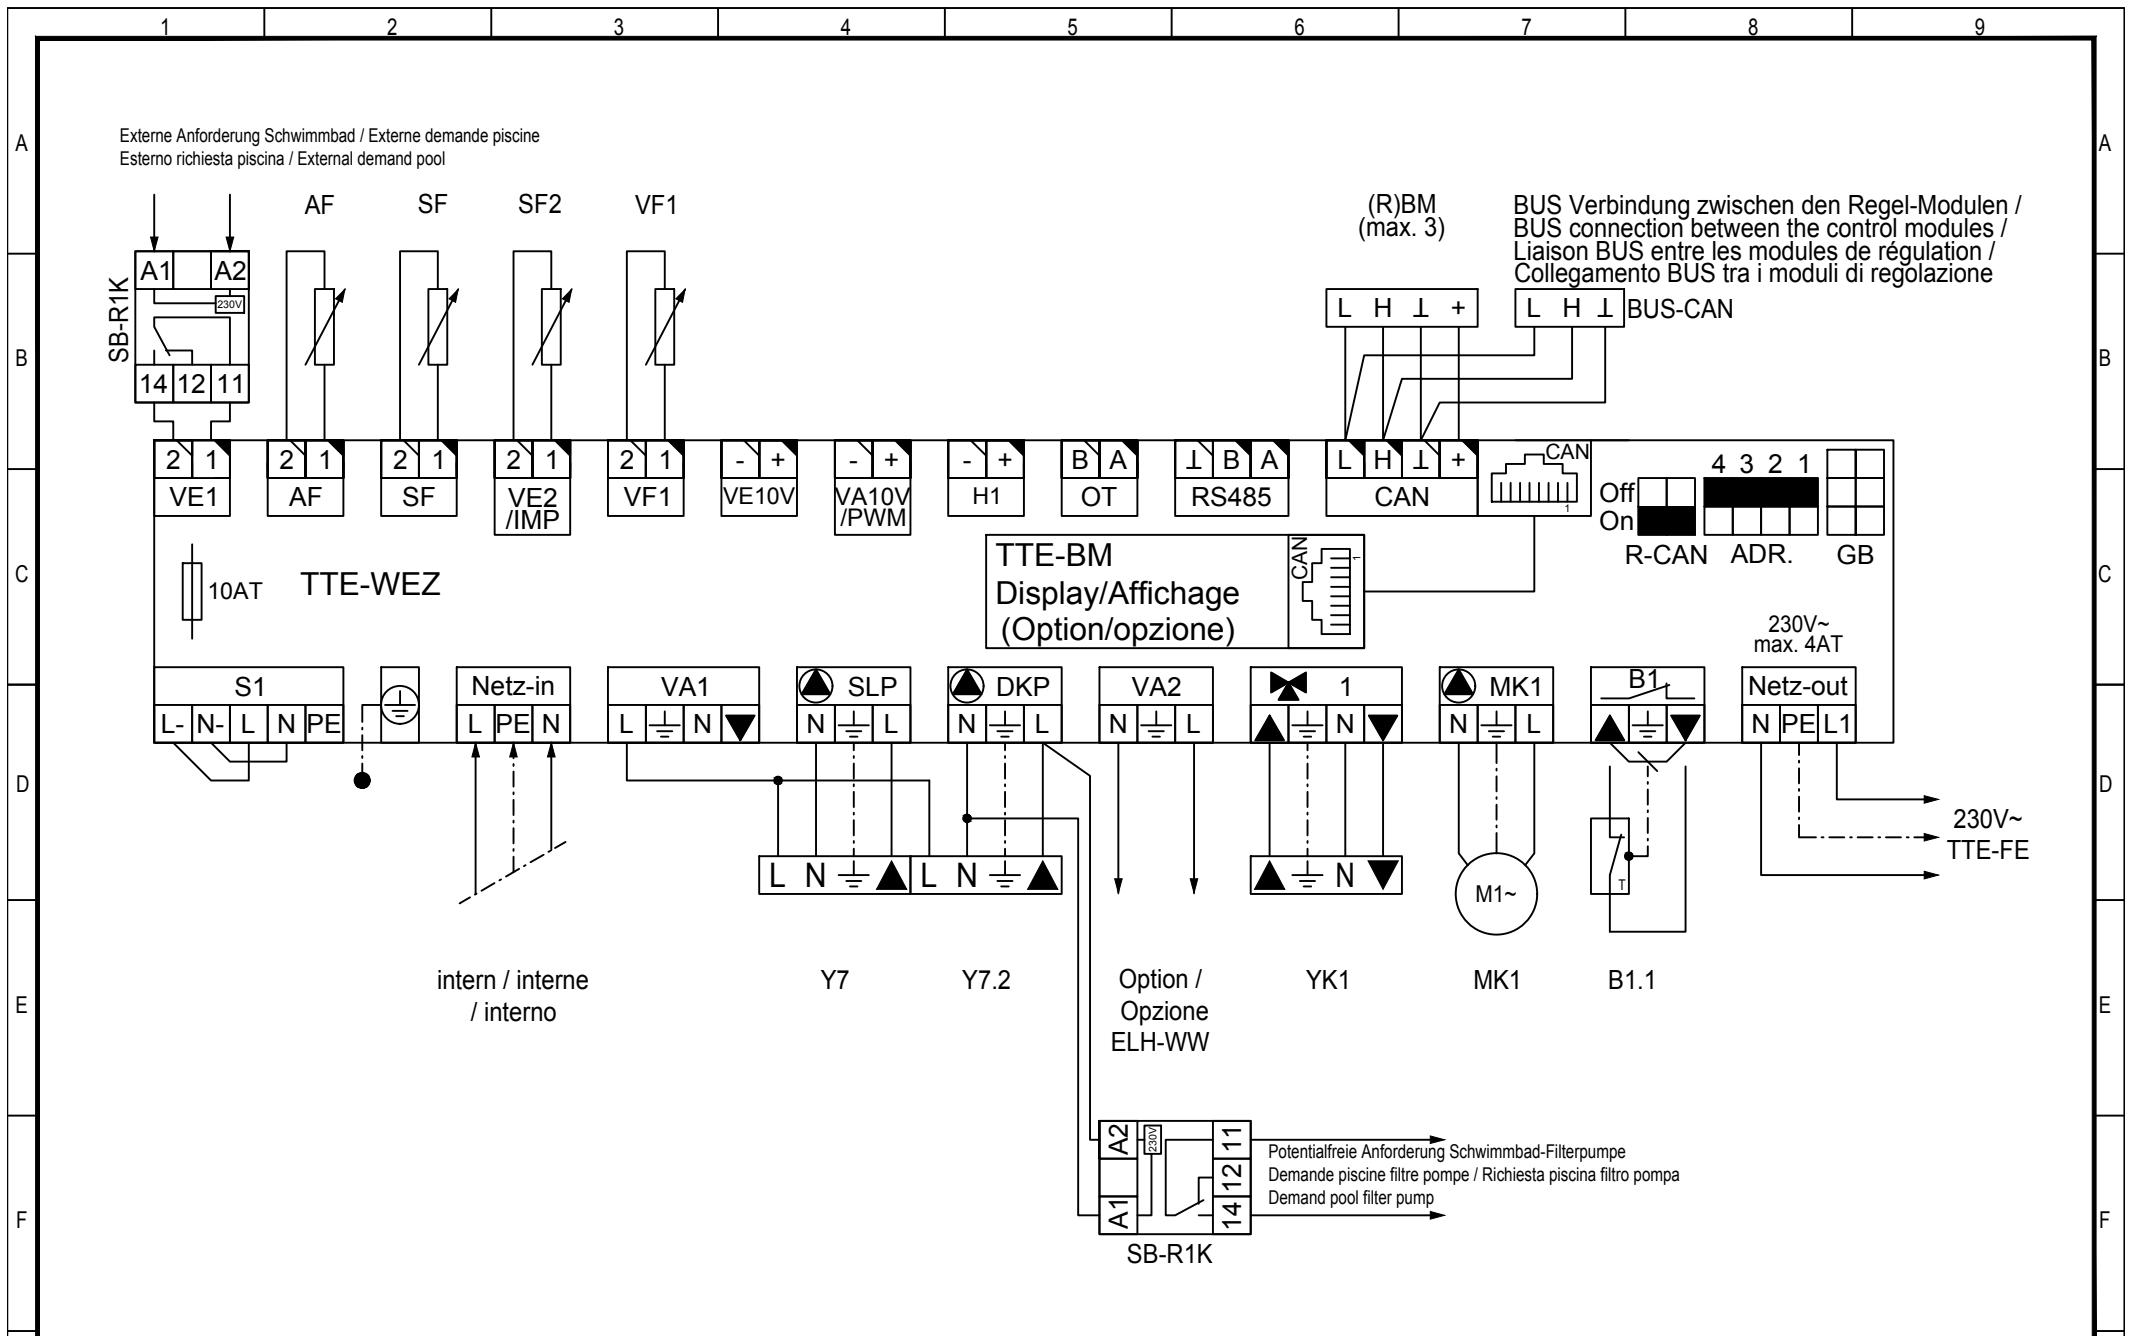 1 2 3 4 5 6 7 8 9
A A
Externe Anforderung Schwimmbad / Externe demande piscine
Esterno richiesta piscina / External demand pool
AF SF SF2 VF1
(R)BM
(max. 3)
BUS Verbindung zwischen den Regel-Modulen /
BUS connection between the control modules /
Liaison BUS entre les modules de régulation /
Collegamento BUS tra i moduli di regolazione
A1 A2
230V
SB-R1K
14 12 11
L H ⊥ +
L H ⊥ BUS-CAN
B B
2 1 2 1 2 1 2 1 2 1 - + - + - + B A ⊥ B A L H ⊥ +
VE1 AF SF VE2
/IMP
VF1 VE10V VA10V
/PWM
H1 OT RS485 CAN
CAN
1
4 3 2 1
Off
On
R-CAN ADR. GB
C C
10AT
TTE-WEZ
TTE-BM
Display/Affichage
(Option/opzione)
CAN
1
230V~
max. 4AT
S1 Netz-in VA1 SLP DKP VA2 1 MK1 B1 Netz-out
L- N- L N PE
L PE N
L N
N L
N L
N L
N
N L
N PE L1
D D
L N L N
N
M1~
T
230V~
TTE-FE
intern / interne
/ interno
Y7 Y7.2
Option /
Opzione
ELH-WW
YK1 MK1 B1.1
E E
A2
A1
230V
11
12
14
SB-R1K
Potentialfreie Anforderung Schwimmbad-Filterpumpe
Demande piscine filtre pompe / Richiesta piscina filtro pompa
Demand pool filter pump
F F